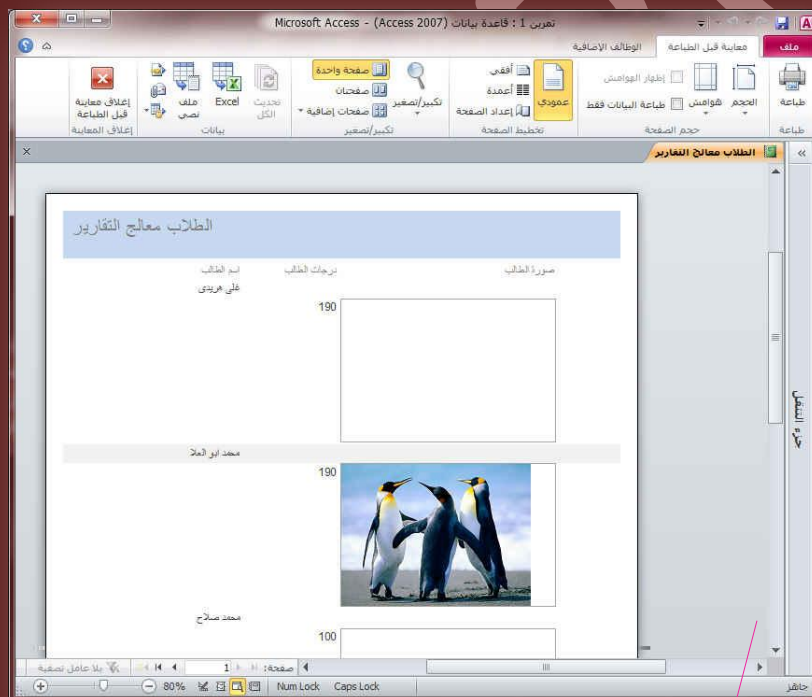 تمرين 1 : قاعدة بيانات (Access 2007) - Microsoft Access
ملف
معاينة قبل الطباعة
الوظائف الإضافية
طباعة
الحجم
هوامش
إظهار الهوامش
طباعة البيانات فقط
عمودي
أفقي
أعمدة
إعداد الصفحة
تكبير/تصغير
صفحة واحدة
صفحتان
صفحات إضافية
تحديث الكل
Excel
ملف نصي
إغلاق معاينة قبل الطباعة
طباعة
حجم الصفحة
تخطيط الصفحة
تكبير/تصغير
بيانات
إغلاق المعاينة
الطلاب معالج التقارير
جزء التنقل
الطلاب معالج التقارير
صورة الطالب
درجات الطالب
اسم الطالب
على هريدى
190
محمد ابو العلا
190
محمد صلاح
100
صفحة: 1
بلا عامل تصفية
جاهز
Caps Lock
Num Lock
80%